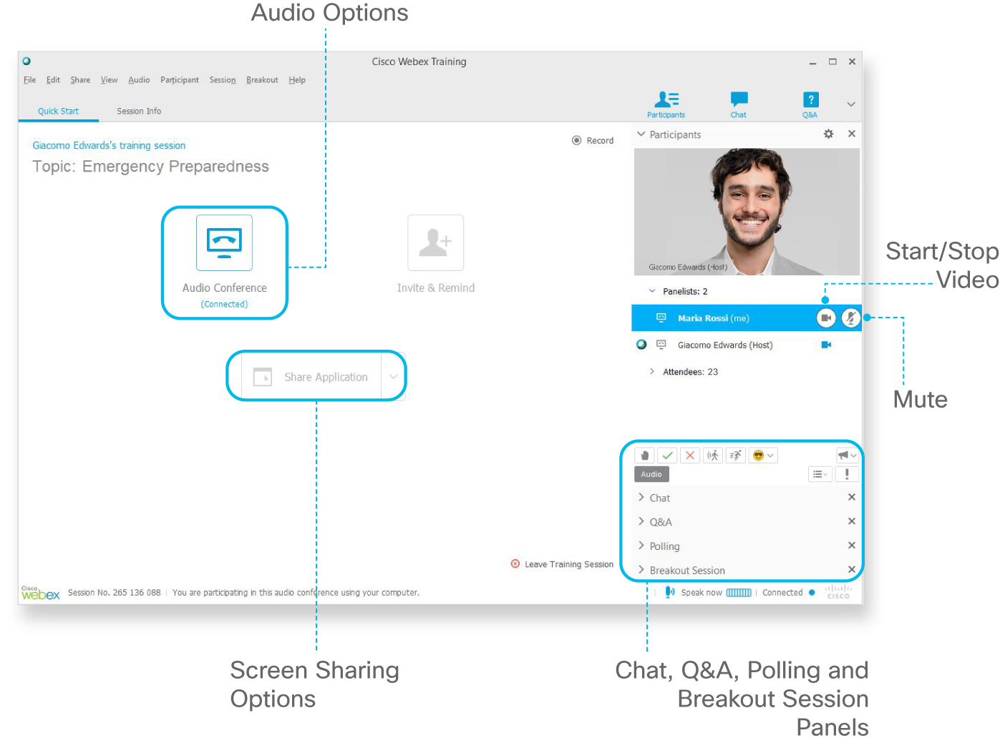 Audio Options
Cisco Webex Training
File Edit Share View Audio Participant Session Breakout Help
Participants Chat ? Q&A
Quick Start Session Info
Participants
Giacomo Edwards's training session
Record
Topic: Emergency Preparedness
Giacomo Edwards (Host)
Start/Stop
Video
Audio Conference
(Connected)
Invite & Remind
Panelists: 2
Maria Rossi (me)
Giacomo Edwards (Host)
Share Application
Attendees: 23
Mute
Audio
Chat
Q&A
Polling
Breakout Session
Leave Training Session
Cisco
webex
Session No. 265 136 088 | You are participating in this audio conference using your computer.
Speak now | Connected
CISCO
Screen Sharing
Options
Chat, Q&A, Polling and
Breakout Session
Panels